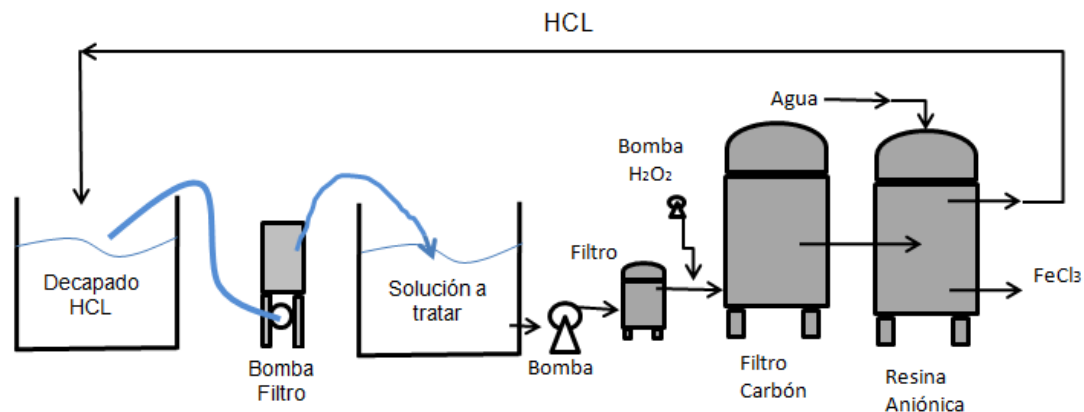 HCL
Agua
Bomba
H₂O₂
Filtro
Decapado
HCL
Solución a
tratar
FeCl₃
Bomba
Filtro
Bomba
Filtro
Carbón
Resina
Aniónica